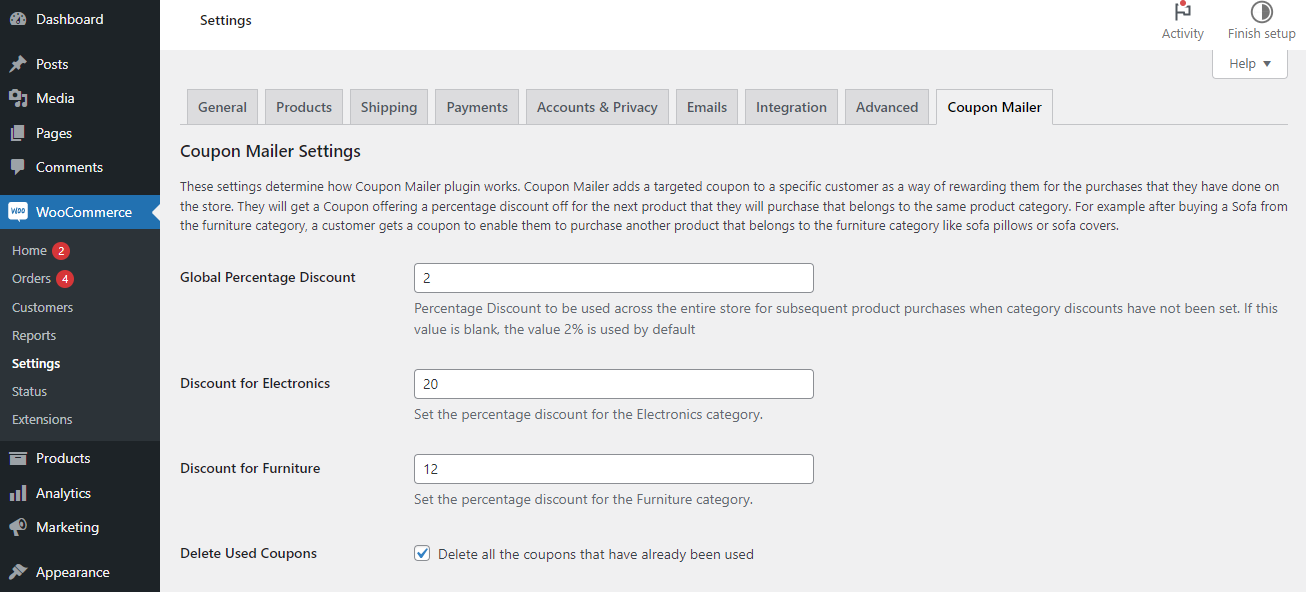 Dashboard
Posts
Media
Pages
Comments
WOO WooCommerce
Home 2
Orders 4
Customers
Reports
Settings
Status
Extensions
Products
Analytics
Marketing
Appearance
Settings
Activity
Finish setup
Help
General
Products
Shipping
Payments
Accounts & Privacy
Emails
Integration
Advanced
Coupon Mailer
Coupon Mailer Settings
These settings determine how Coupon Mailer plugin works. Coupon Mailer adds a targeted coupon to a specific customer as a way of rewarding them for the purchases that they have done on
the store. They will get a Coupon offering a percentage discount off for the next product that they will purchase that belongs to the same product category. For example after buying a Sofa from
the furniture category, a customer gets a coupon to enable them to purchase another product that belongs to the furniture category like sofa pillows or sofa covers.
Global Percentage Discount
2
Percentage Discount to be used across the entire store for subsequent product purchases when category discounts have not been set. If this
value is blank, the value 2% is used by default
Discount for Electronics
20
Set the percentage discount for the Electronics category.
Discount for Furniture
12
Set the percentage discount for the Furniture category.
Delete Used Coupons
Delete all the coupons that have already been used